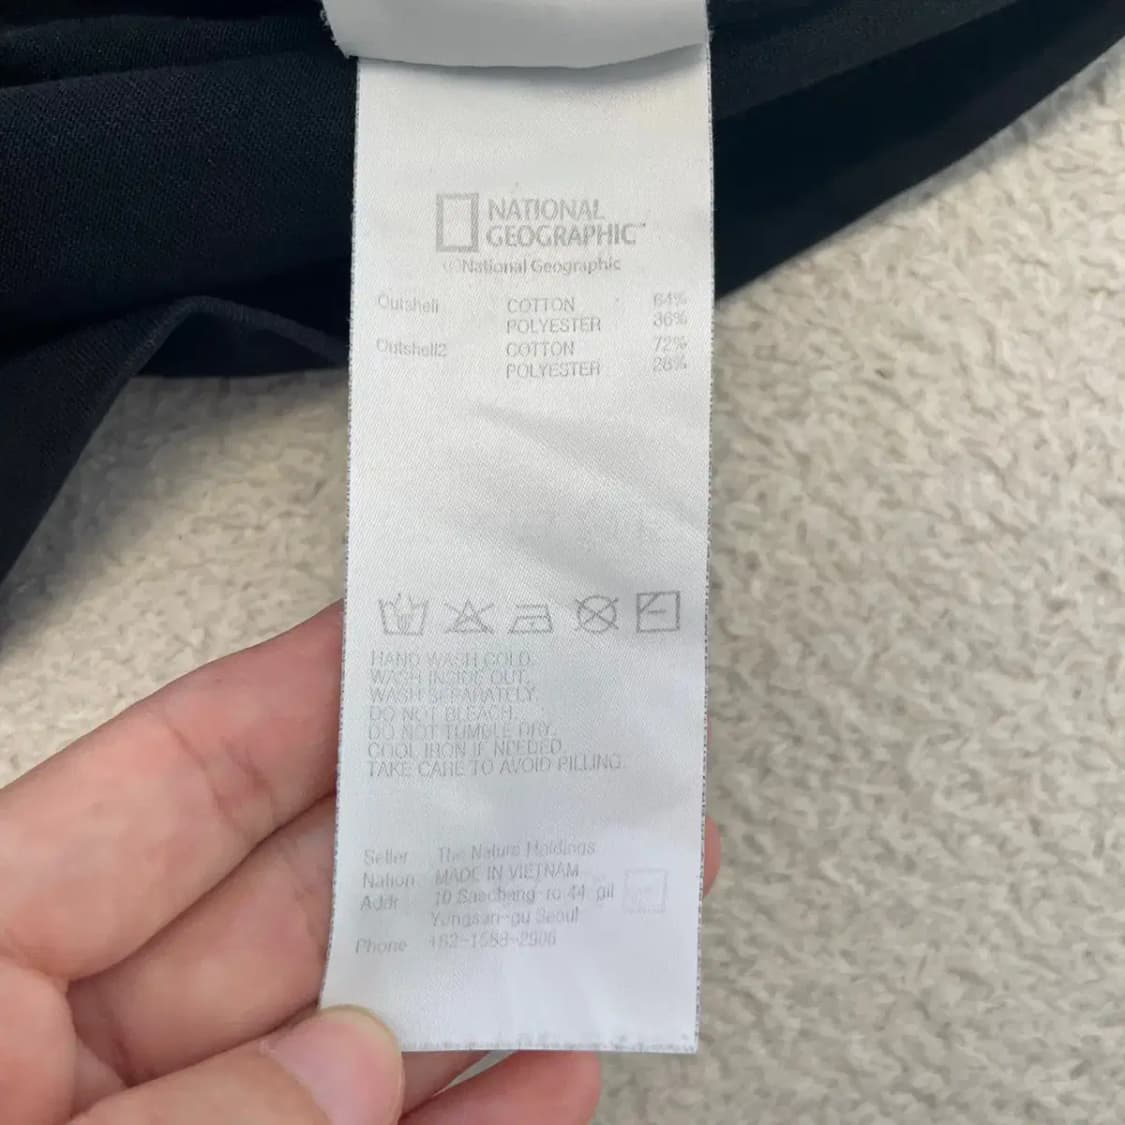 NATIONAL
GEOGRAPHIC™
© National Geographic
Outshell COTTON 64%
POLYESTER 36%
Outshell2 COTTON 72%
POLYESTER 28%
HAND WASH COLD.
WASH INSIDE OUT.
WASH SEPARATELY.
DO NOT BLEACH.
DO NOT TUMBLE DRY.
COOL IRON IF NEEDED.
TAKE CARE TO AVOID PILLING.
Seller The Nature Holdings
Nation MADE IN VIETNAM
Addr 10 Saechang-ro 44 gil
Yongsan-gu Seoul
Phone +82-1588-2906